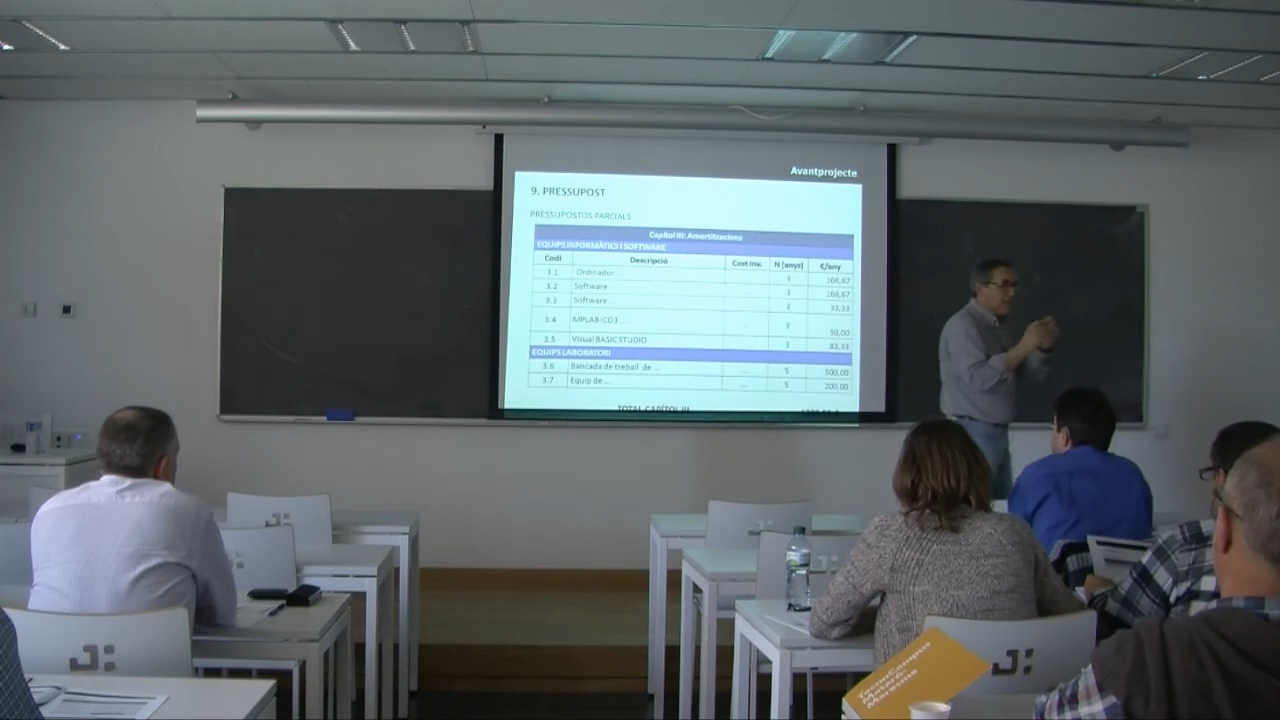 Avantprojecte
9. PRESSUPOST
PRESSUPOSTOS PARCIALS
Capítol III: Amortitzacions
EQUIPS INFORMÀTICS I SOFTWARE
Codi Descripció Cost Inv. N (anys) €/any
3.1 Ordinador ... 3 166,67
3.2 Software 3 166,67
3.3 Software 3 33,33
3.4 MPLAB ICD3 ... 3 50,00
3.5 Visual BASIC STUDIO 3 83,33
EQUIPS LABORATORI
3.6 Bancada de treball de ... ... 5 500,00
3.7 Equip de ... ... 5 200,00
TOTAL CAPÍTOL III
TecnoCampus
Mataró-
Maresme